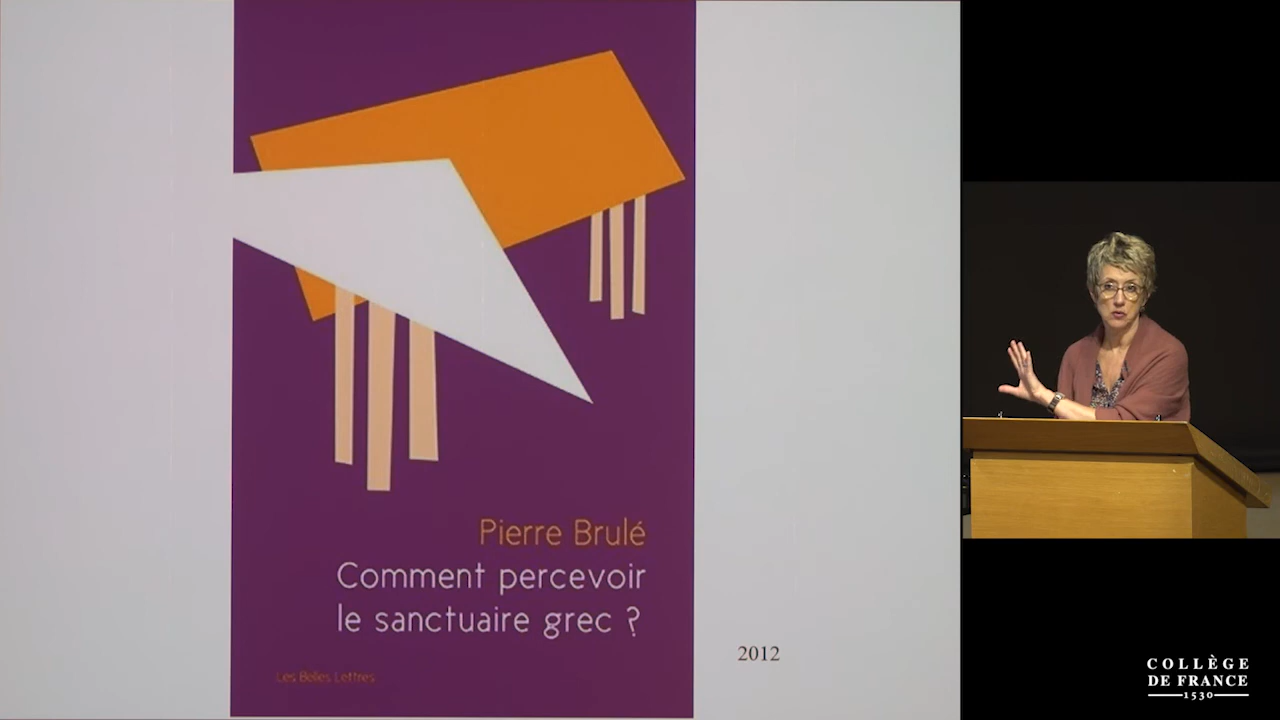 Pierre Brulé
Comment percevoir
le sanctuaire grec ?
Les Belles Lettres
2012
COLLÈGE
DE FRANCE
1530